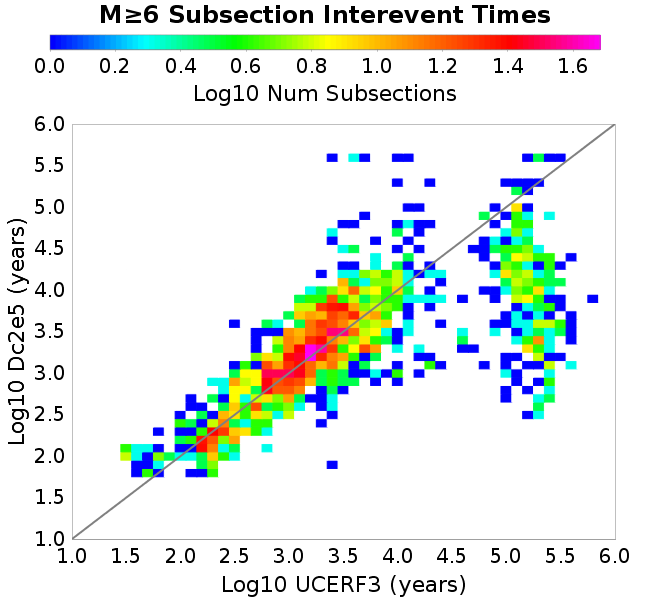 M≥6 Subsection Interevent Times
0.0 0.2 0.4 0.6 0.8 1.0 1.2 1.4 1.6
Log10 Num Subsections
6.0
5.5
5.0
4.5
4.0
3.5
3.0
2.5
2.0
1.5
1.0
Log10 Dc2e5 (years)
1.0 1.5 2.0 2.5 3.0 3.5 4.0 4.5 5.0 5.5 6.0
Log10 UCERF3 (years)